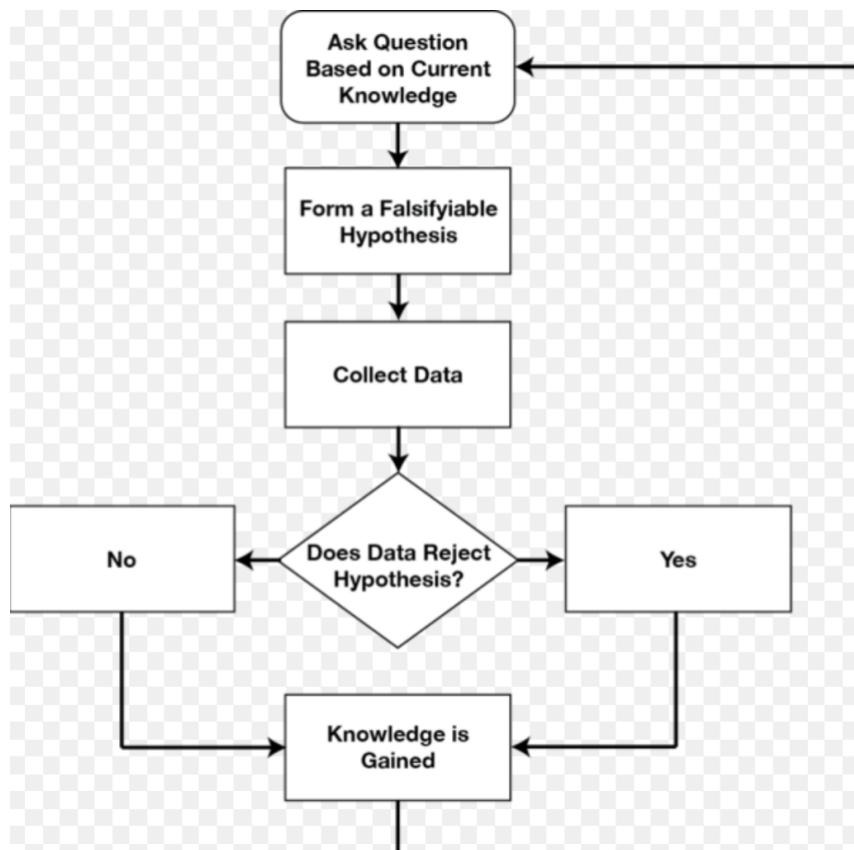 Ask Question
Based on Current
Knowledge
Form a Falsifyiable
Hypothesis
Collect Data
Does Data Reject
Hypothesis?
No
Yes
Knowledge is
Gained